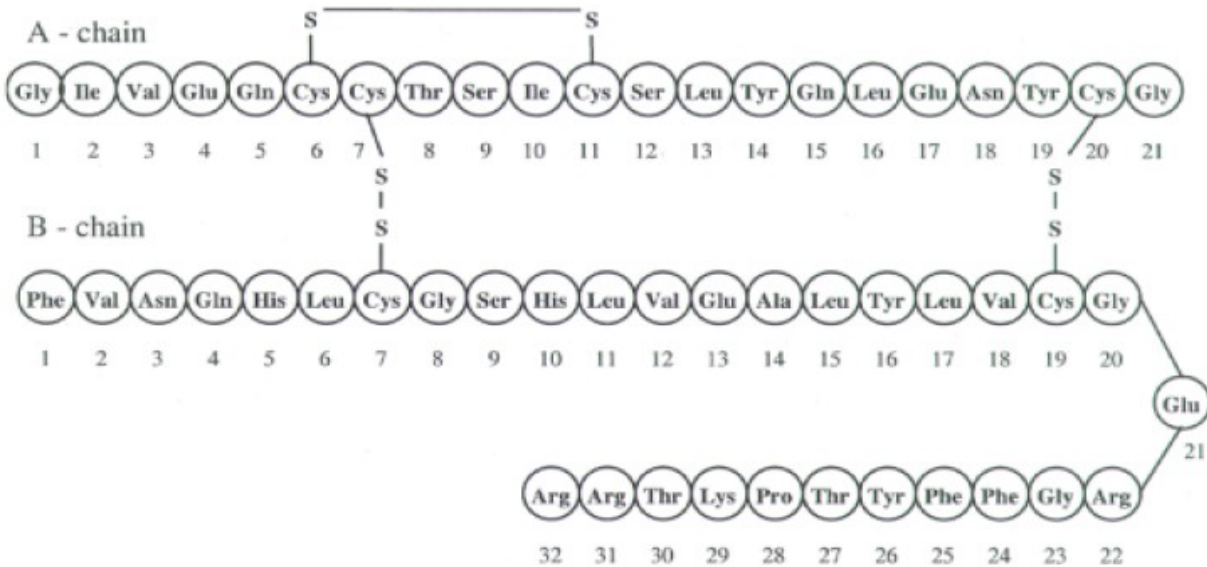 S S
A - chain
Gly Ile Val Glu Gln Cys Cys Thr Ser Ile Cys Ser Leu Tyr Gln Leu Glu Asn Tyr Cys Gly
1 2 3 4 5 6 7 8 9 10 11 12 13 14 15 16 17 18 19 20 21
S S
B - chain
S S
Phe Val Asn Gln His Leu Cys Gly Ser His Leu Val Glu Ala Leu Tyr Leu Val Cys Gly
1 2 3 4 5 6 7 8 9 10 11 12 13 14 15 16 17 18 19 20
Glu
21
Arg Arg Thr Lys Pro Thr Tyr Phe Phe Gly Arg
32 31 30 29 28 27 26 25 24 23 22